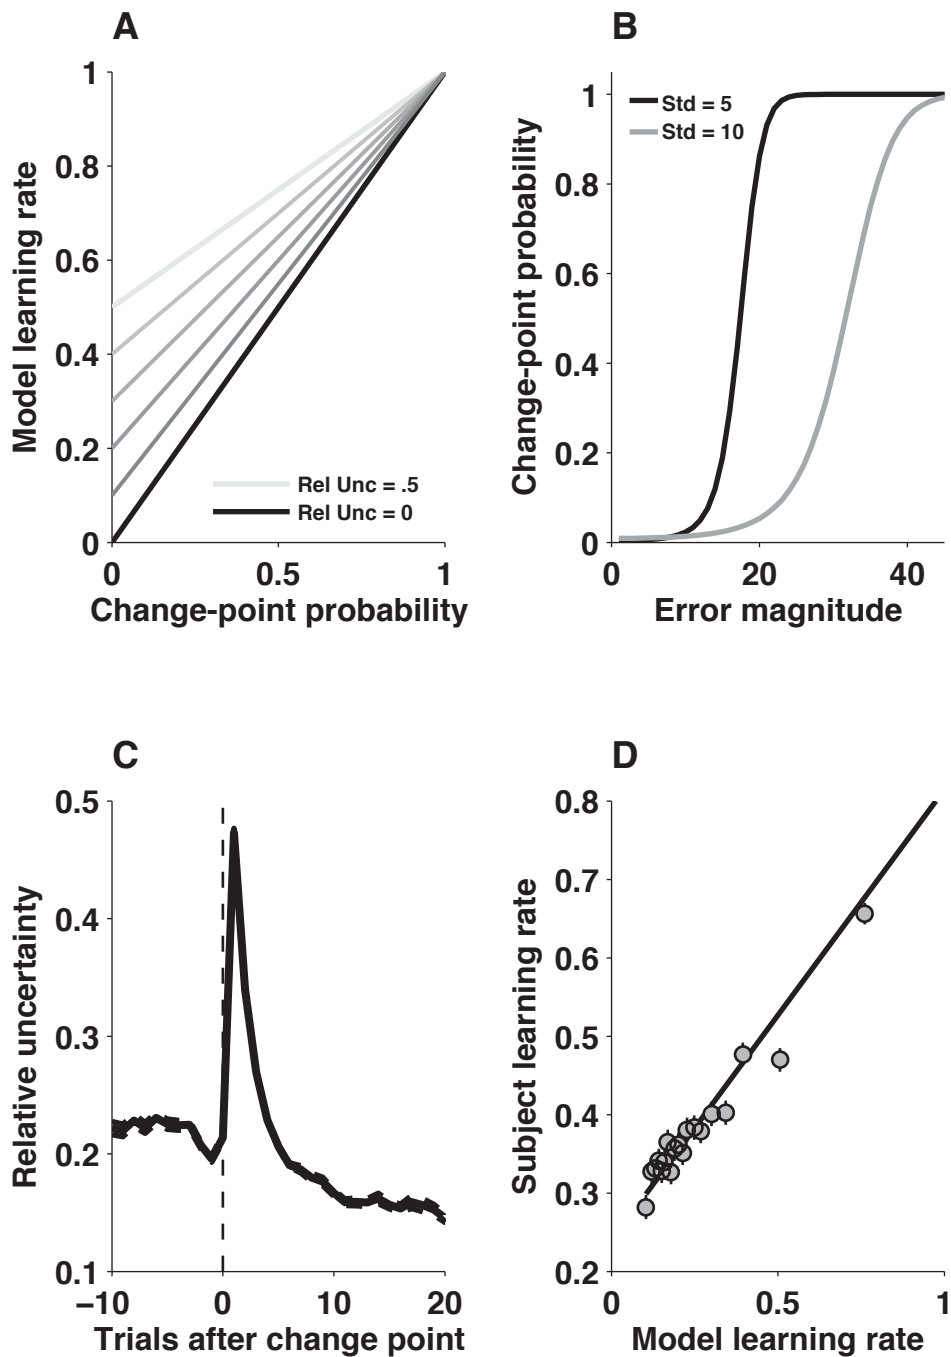 A
1
0.8
0.6
0.4
0.2
0
Model learning rate
Rel Unc = .5
Rel Unc = 0
0 0.5 1
Change-point probability
B
1
0.8
0.6
0.4
0.2
0
Change-point probability
Std = 5
Std = 10
0 20 40
Error magnitude
C
0.5
0.4
0.3
0.2
0.1
Relative uncertainty
−10 0 10 20
Trials after change point
D
0.8
0.7
0.6
0.5
0.4
0.3
0.2
Subject learning rate
0 0.5 1
Model learning rate